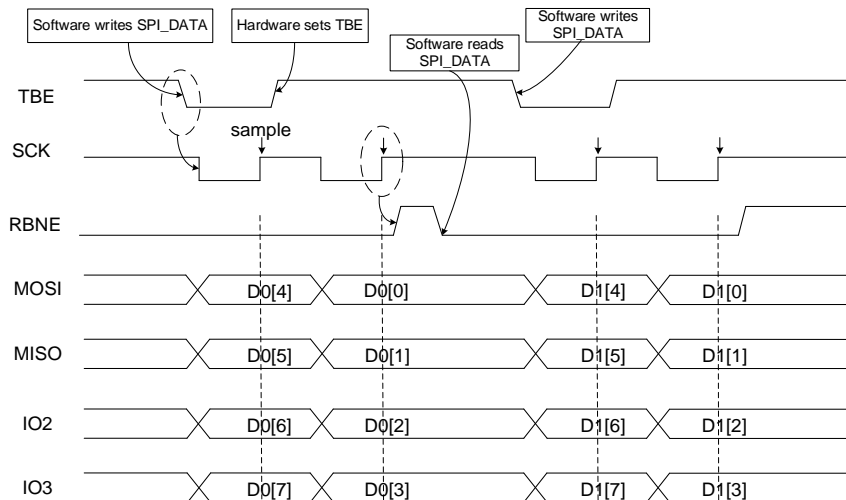 Software writes SPI_DATA
Hardware sets TBE
Software reads
SPI_DATA
Software writes
SPI_DATA
TBE
sample
SCK
RBNE
MOSI
D0[4]
D0[0]
D1[4]
D1[0]
MISO
D0[5]
D0[1]
D1[5]
D1[1]
IO2
D0[6]
D0[2]
D1[6]
D1[2]
IO3
D0[7]
D0[3]
D1[7]
D1[3]